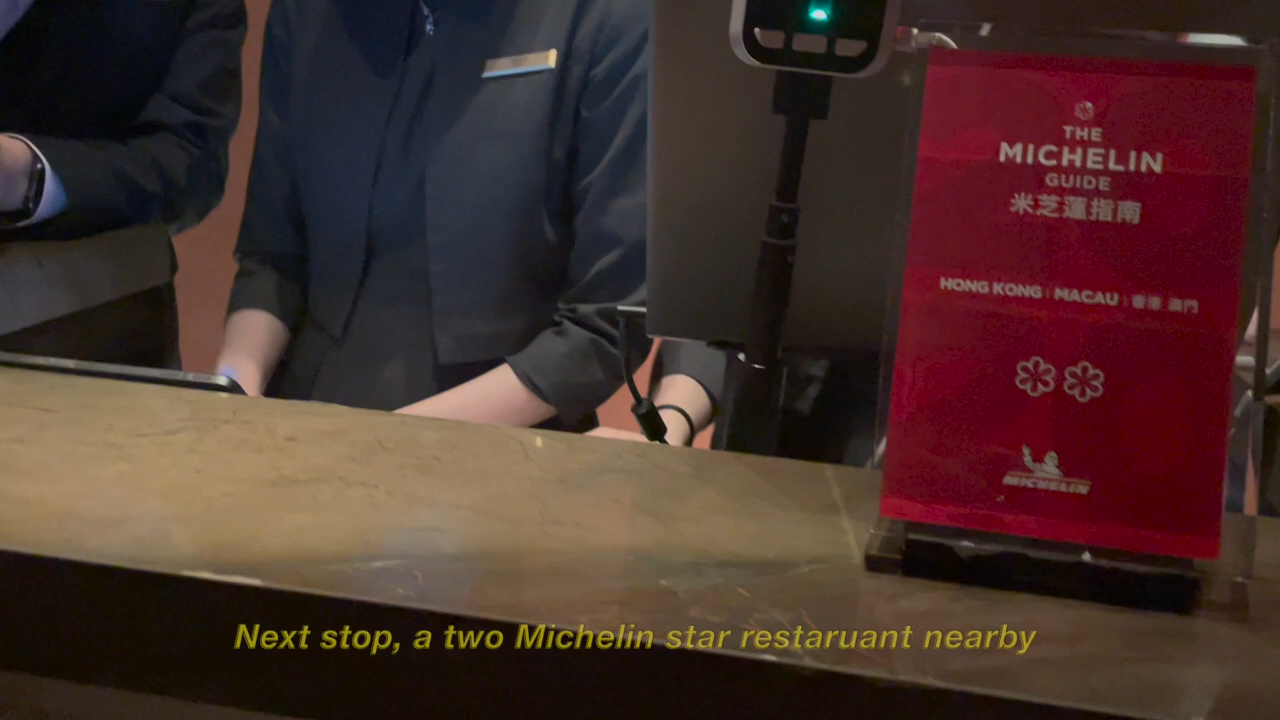 THE
MICHELIN
GUIDE
米芝蓮指南
HONG KONG | MACAU | 香港 澳門
MICHELIN
Next stop, a two Michelin star restaruant nearby